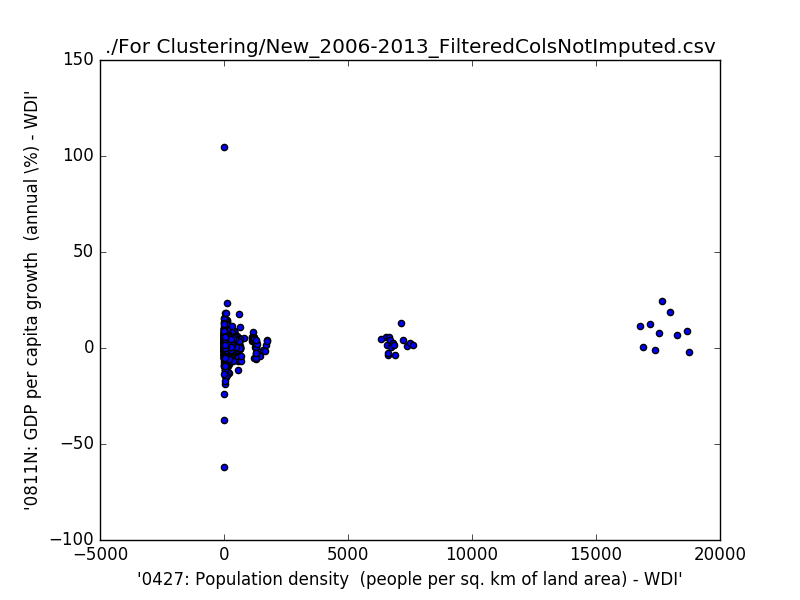 ./For Clustering/New_2006-2013_FilteredColsNotImputed.csv
150
100
50
0
−50
−100
'0811N: GDP per capita growth  (annual \%) - WDI'
−5000 0 5000 10000 15000 20000
'0427: Population density  (people per sq. km of land area) - WDI'